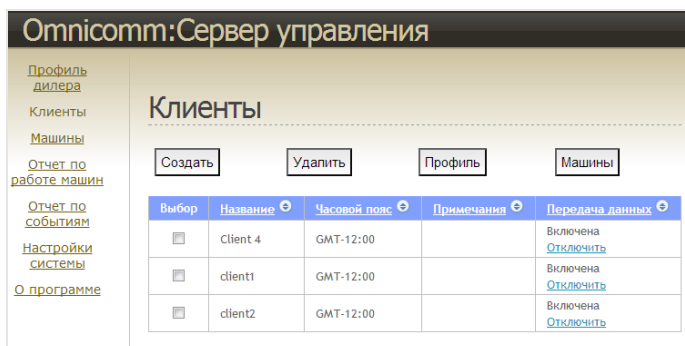 Omnicomm:Сервер управления
Профиль
дилера
Клиенты
Машины
Отчет по
работе машин
Отчет по
событиям
Настройки
системы
О программе
Клиенты
Создать Удалить Профиль Машины
Выбор Название Часовой пояс Примечания Передача данных
Client 4 GMT-12:00 Включена
Отключить
client1 GMT-12:00 Включена
Отключить
client2 GMT-12:00 Включена
Отключить